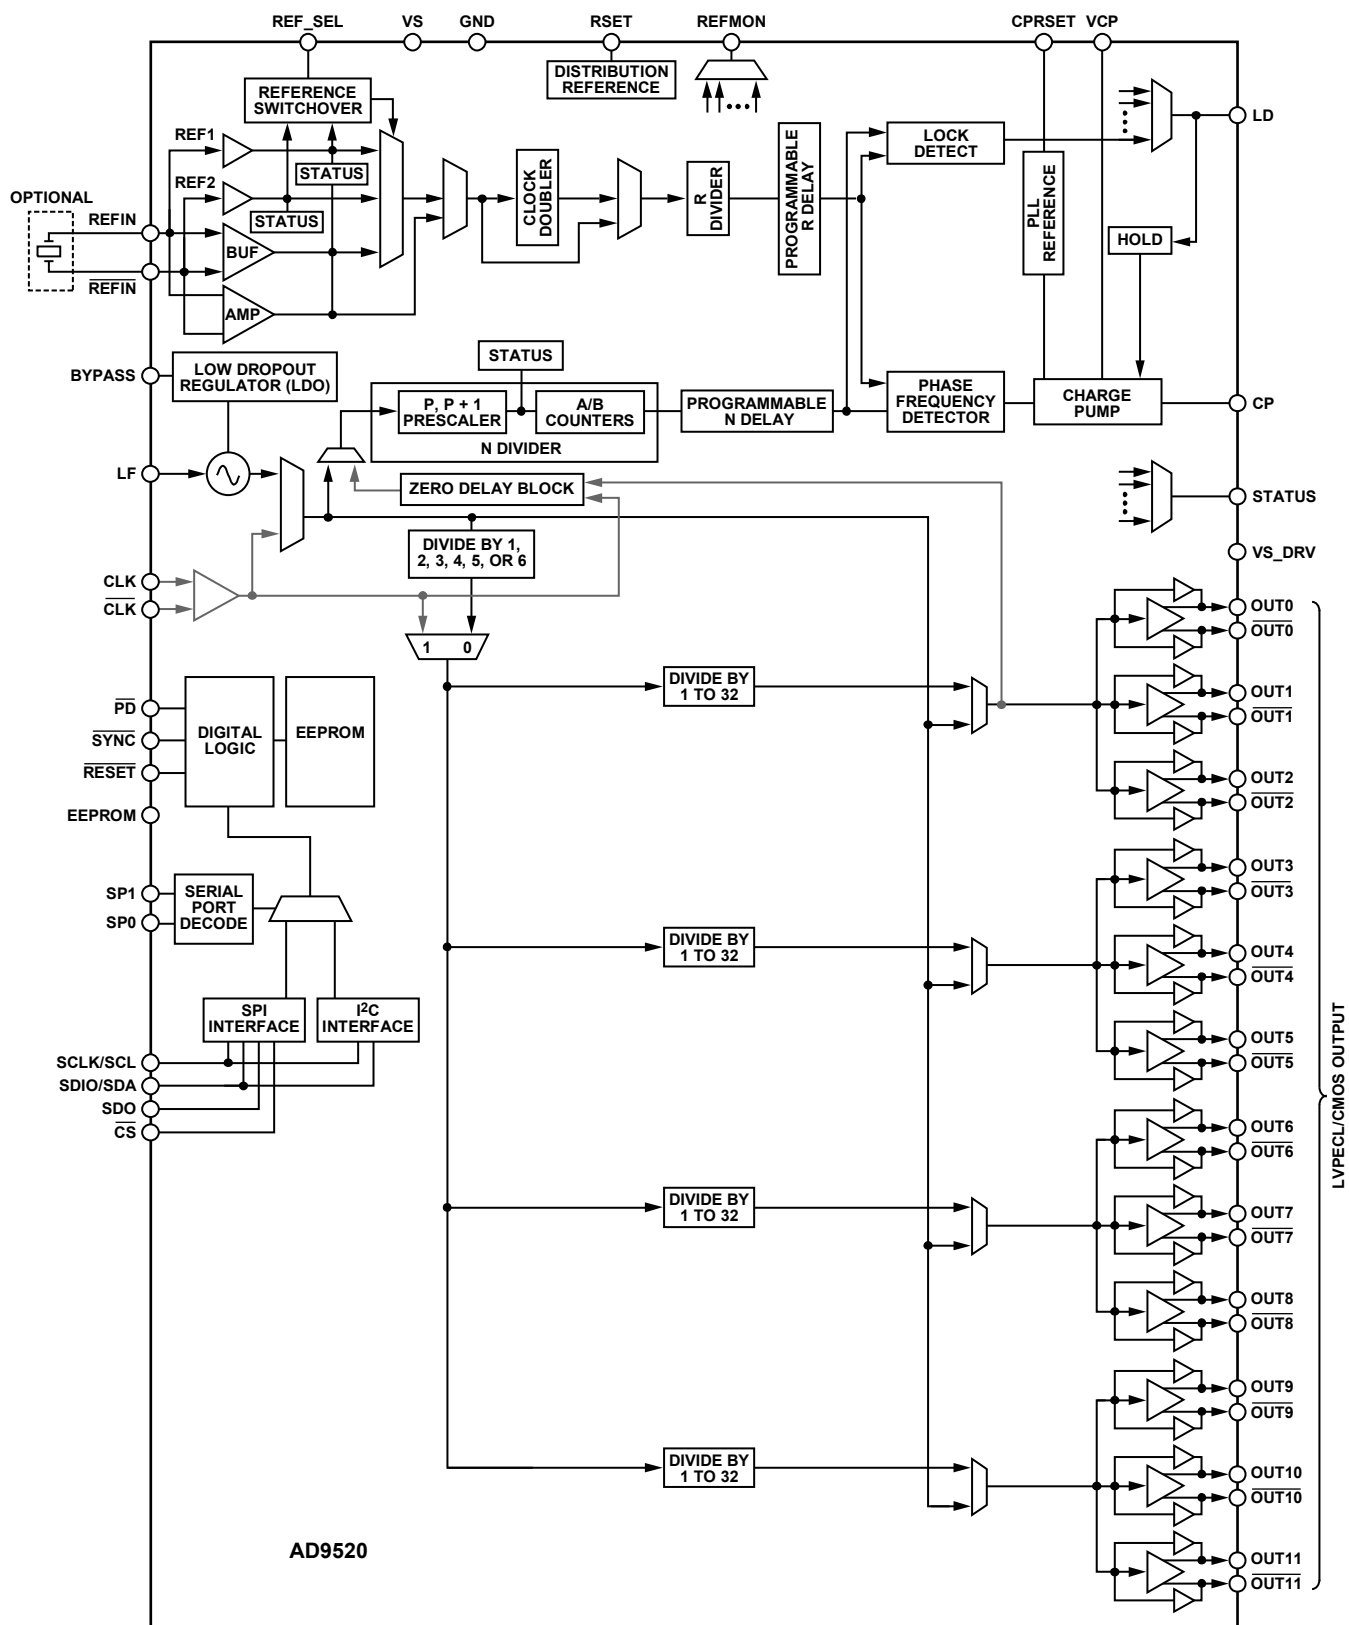 REF_SEL
VS
GND
RSET
REFMON
CPRSET
VCP
DISTRIBUTION
REFERENCE
REFERENCE
SWITCHOVER
LD
REF1
STATUS
REF2
STATUS
OPTIONAL
REFIN
REFIN
BUF
AMP
CLOCK
DOUBLER
R
DIVIDER
PROGRAMMABLE
R DELAY
LOCK
DETECT
PLL
REFERENCE
HOLD
BYPASS
LOW DROPOUT
REGULATOR (LDO)
STATUS
P, P + 1
PRESCALER
A/B
COUNTERS
N DIVIDER
PROGRAMMABLE
N DELAY
PHASE
FREQUENCY
DETECTOR
CHARGE
PUMP
CP
LF
ZERO DELAY BLOCK
STATUS
VS_DRV
DIVIDE BY 1,
2, 3, 4, 5, OR 6
CLK
CLK
1 0
DIVIDE BY
1 TO 32
OUT0
OUT0
OUT1
OUT1
OUT2
OUT2
PD
SYNC
RESET
DIGITAL
LOGIC
EEPROM
EEPROM
SP1
SP0
SERIAL
PORT
DECODE
DIVIDE BY
1 TO 32
OUT3
OUT3
OUT4
OUT4
OUT5
OUT5
SPI
INTERFACE
I2C
INTERFACE
SCLK/SCL
SDIO/SDA
SDO
CS
DIVIDE BY
1 TO 32
OUT6
OUT6
OUT7
OUT7
OUT8
OUT8
LVPECL/CMOS OUTPUT
DIVIDE BY
1 TO 32
OUT9
OUT9
OUT10
OUT10
OUT11
OUT11
AD9520